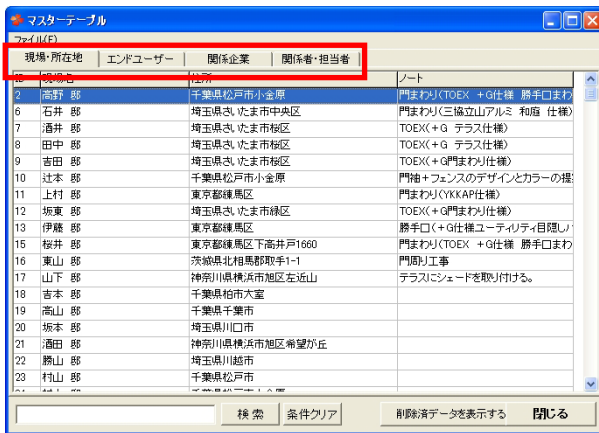 マスターテーブル
ファイル(F)
現場・所在地 エンドユーザー 関係企業 関係者・担当者
ID 現場名 住所 ノート
2 高野 邸 千葉県松戸市小金原 門まわり(TOEX +G仕様 勝手口まわ
6 石井 邸 埼玉県さいたま市中央区 門まわり(三協立山アルミ 和庭 仕様)
7 酒井 邸 埼玉県さいたま市桜区 TOEX(+G テラス仕様)
8 田中 邸 埼玉県さいたま市桜区 TOEX(+G テラス仕様)
9 吉田 邸 埼玉県さいたま市桜区 TOEX(+G門まわり仕様)
10 辻本 邸 千葉県松戸市小金原 門袖+フェンスのデザインとカラーの提
11 上村 邸 東京都練馬区 門まわり(YKKAP仕様)
12 坂東 邸 埼玉県さいたま市緑区 TOEX(+G門まわり仕様)
13 伊藤 邸 東京都練馬区 勝手口(+G仕様ユーティリティ目隠し
15 桜井 邸 東京都練馬区下高井戸1660 門まわり(TOEX +G仕様 勝手口まわ
16 東山 邸 茨城県北相馬郡取手1-1 門周り工事
17 山下 邸 神奈川県横浜市旭区左近山 テラスにシェードを取り付ける。
18 吉本 邸 千葉県柏市大室
19 高山 邸 千葉県千葉市
20 坂本 邸 埼玉県川口市
21 酒田 邸 神奈川県横浜市旭区希望が丘
22 勝山 邸 埼玉県川越市
23 村山 邸 千葉県松戸市
検索 条件クリア 削除済データを表示する 閉じる